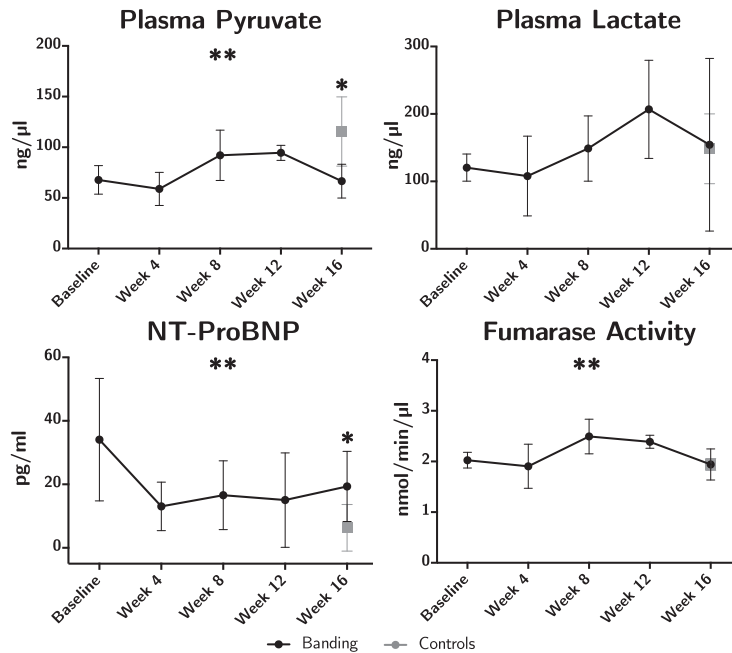 Plasma Pyruvate
200
150
100
50
0
ng/µl
**
*
Baseline
Week 4
Week 8
Week 12
Week 16
Plasma Lactate
300
200
100
0
ng/µl
Baseline
Week 4
Week 8
Week 12
Week 16
NT-ProBNP
60
40
20
0
pg/ml
**
*
Baseline
Week 4
Week 8
Week 12
Week 16
Fumarase Activity
4
3
2
1
0
nmol/min/µl
**
Baseline
Week 4
Week 8
Week 12
Week 16
Banding Controls